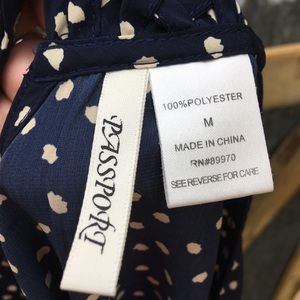 PASSPORT
100%POLYESTER
M
MADE IN CHINA
RN#89970
SEE REVERSE FOR CARE